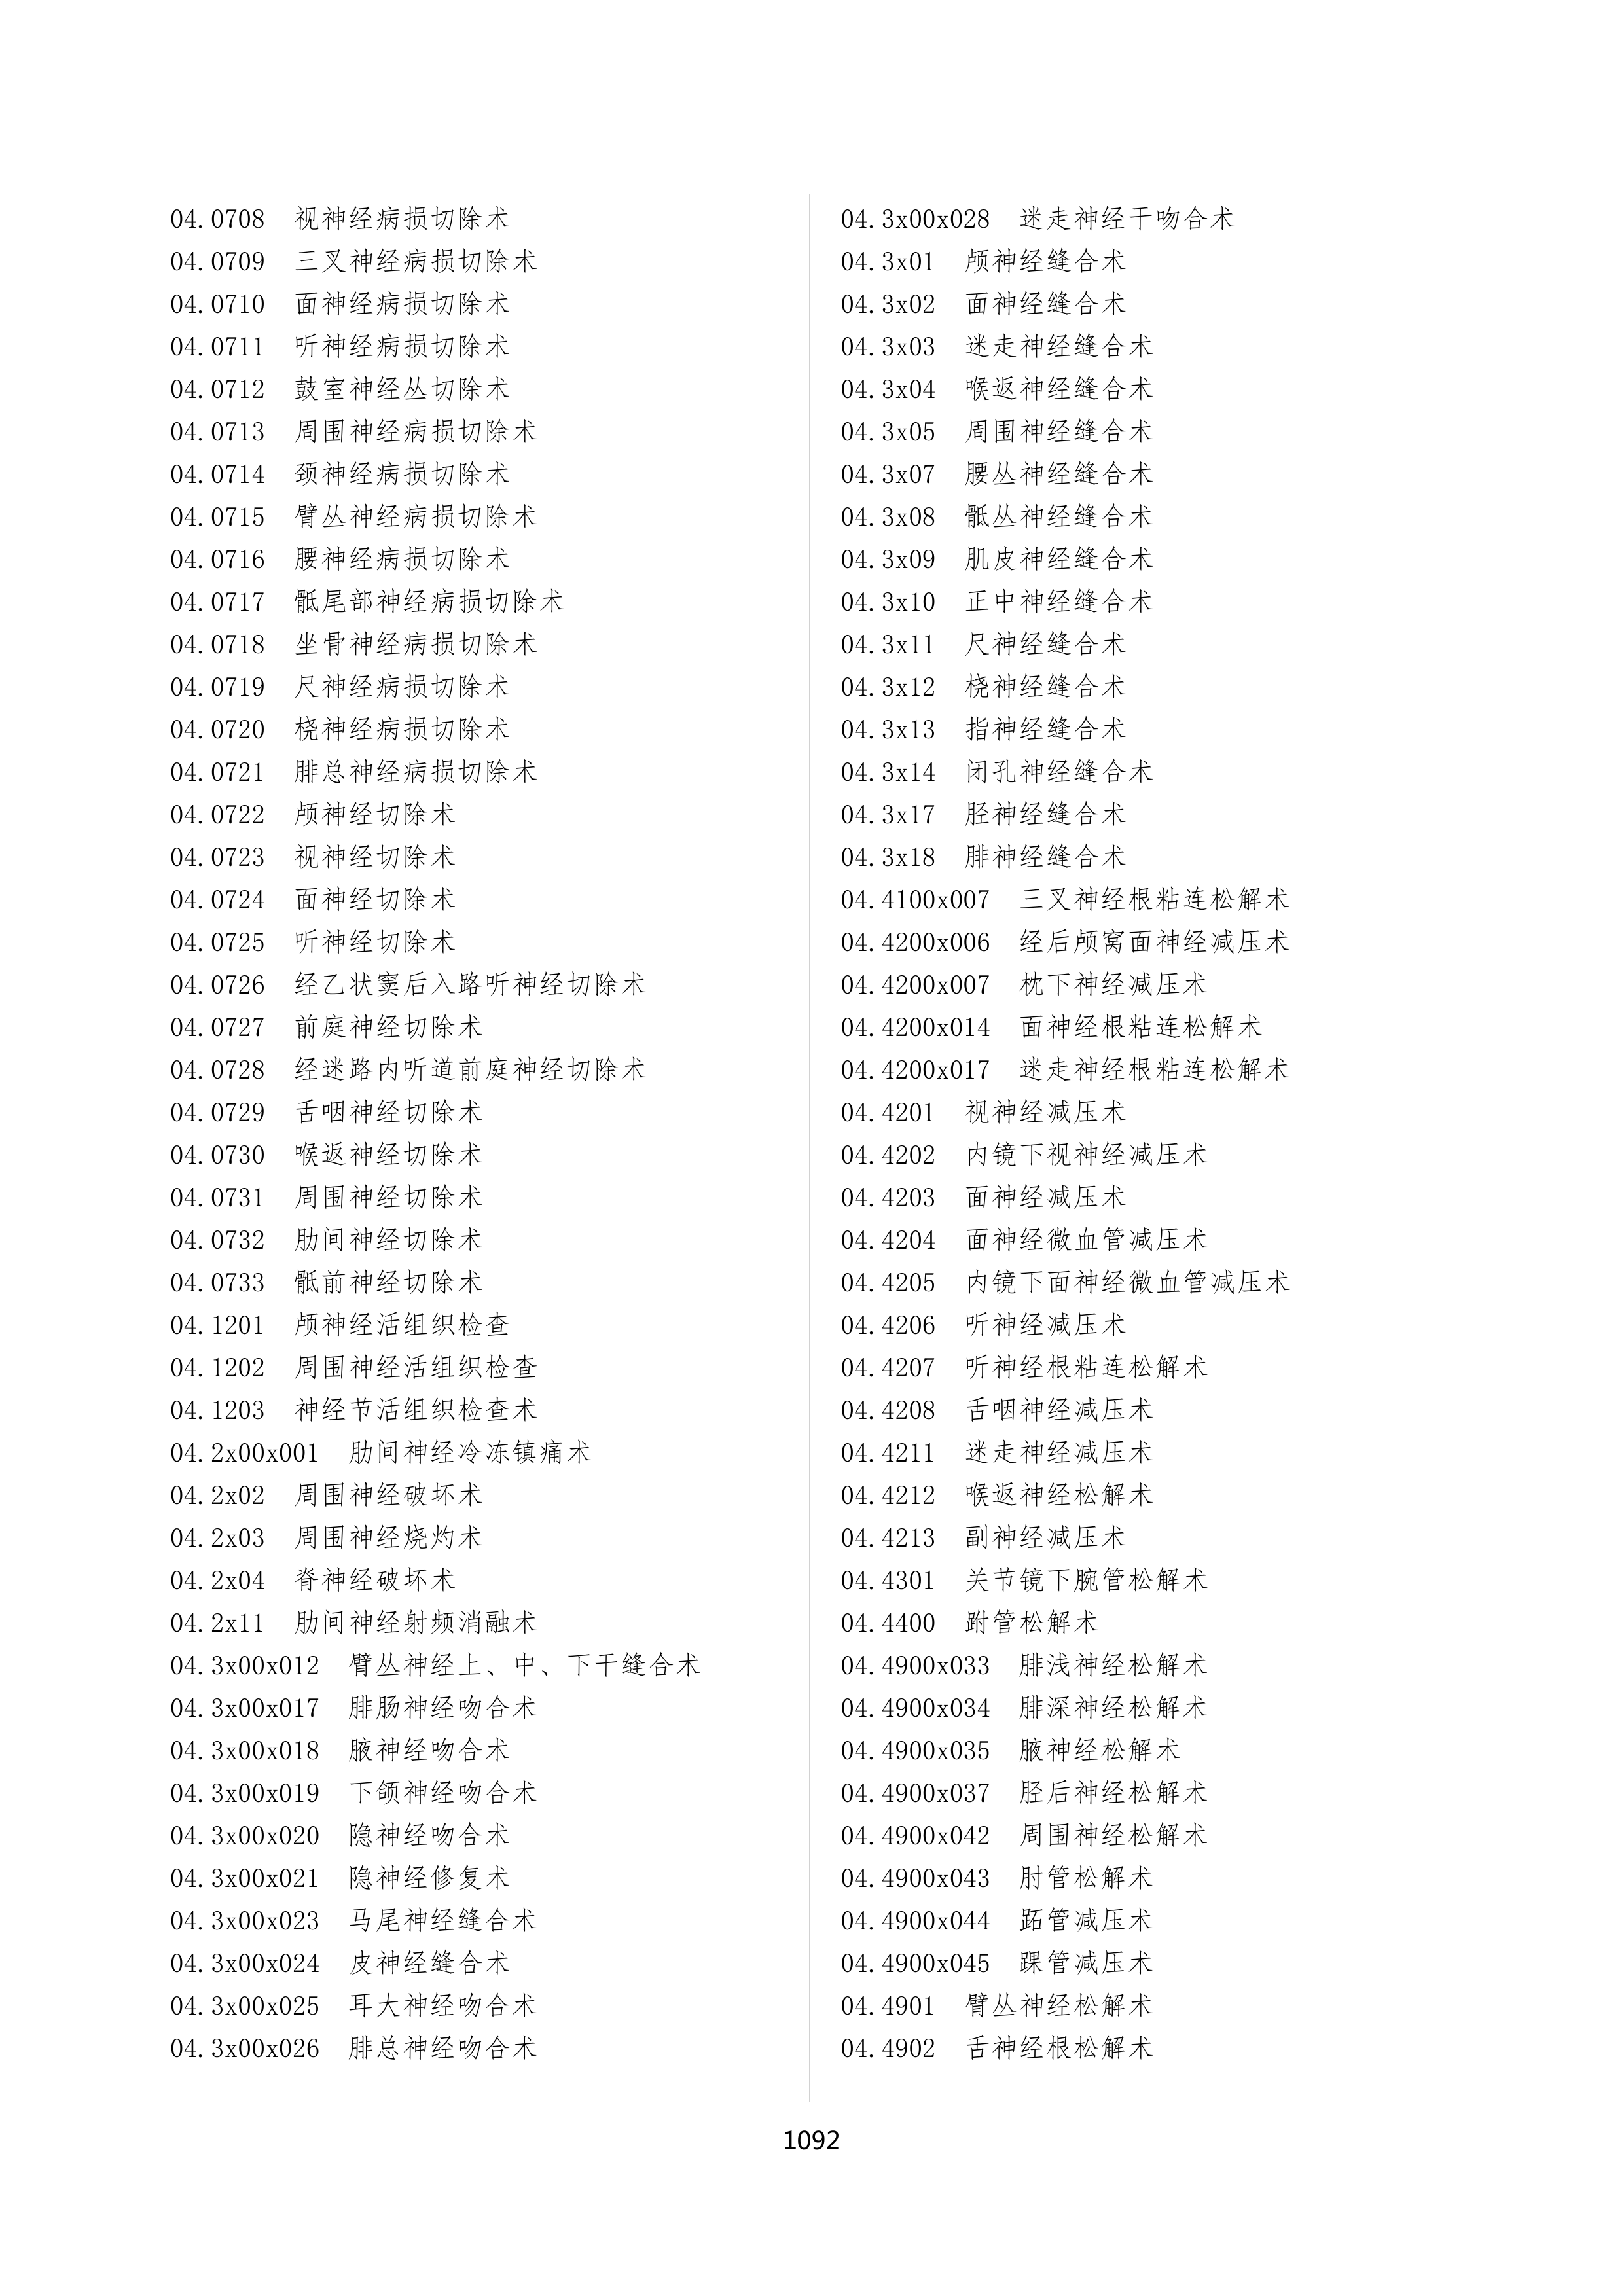 04.0708 视神经病损切除术
04.0709 三叉神经病损切除术
04.0710 面神经病损切除术
04.0711 听神经病损切除术
04.0712 鼓室神经丛切除术
04.0713 周围神经病损切除术
04.0714 颈神经病损切除术
04.0715 臂丛神经病损切除术
04.0716 腰神经病损切除术
04.0717 骶尾部神经病损切除术
04.0718 坐骨神经病损切除术
04.0719 尺神经病损切除术
04.0720 桡神经病损切除术
04.0721 腓总神经病损切除术
04.0722 颅神经切除术
04.0723 视神经切除术
04.0724 面神经切除术
04.0725 听神经切除术
04.0726 经乙状窦后入路听神经切除术
04.0727 前庭神经切除术
04.0728 经迷路内听道前庭神经切除术
04.0729 舌咽神经切除术
04.0730 喉返神经切除术
04.0731 周围神经切除术
04.0732 肋间神经切除术
04.0733 骶前神经切除术
04.1201 颅神经活组织检查
04.1202 周围神经活组织检查
04.1203 神经节活组织检查术
04.2x00x001 肋间神经冷冻镇痛术
04.2x02 周围神经破坏术
04.2x03 周围神经烧灼术
04.2x04 脊神经破坏术
04.2x11 肋间神经射频消融术
04.3x00x012 臂丛神经上、中、下干缝合术
04.3x00x017 腓肠神经吻合术
04.3x00x018 腋神经吻合术
04.3x00x019 下颌神经吻合术
04.3x00x020 隐神经吻合术
04.3x00x021 隐神经修复术
04.3x00x023 马尾神经缝合术
04.3x00x024 皮神经缝合术
04.3x00x025 耳大神经吻合术
04.3x00x026 腓总神经吻合术
04.3x00x028 迷走神经干吻合术
04.3x01 颅神经缝合术
04.3x02 面神经缝合术
04.3x03 迷走神经缝合术
04.3x04 喉返神经缝合术
04.3x05 周围神经缝合术
04.3x07 腰丛神经缝合术
04.3x08 骶丛神经缝合术
04.3x09 肌皮神经缝合术
04.3x10 正中神经缝合术
04.3x11 尺神经缝合术
04.3x12 桡神经缝合术
04.3x13 指神经缝合术
04.3x14 闭孔神经缝合术
04.3x17 胫神经缝合术
04.3x18 腓神经缝合术
04.4100x007 三叉神经根粘连松解术
04.4200x006 经后颅窝面神经减压术
04.4200x007 枕下神经减压术
04.4200x014 面神经根粘连松解术
04.4200x017 迷走神经根粘连松解术
04.4201 视神经减压术
04.4202 内镜下视神经减压术
04.4203 面神经减压术
04.4204 面神经微血管减压术
04.4205 内镜下面神经微血管减压术
04.4206 听神经减压术
04.4207 听神经根粘连松解术
04.4208 舌咽神经减压术
04.4211 迷走神经减压术
04.4212 喉返神经松解术
04.4213 副神经减压术
04.4301 关节镜下腕管松解术
04.4400 跗管松解术
04.4900x033 腓浅神经松解术
04.4900x034 腓深神经松解术
04.4900x035 腋神经松解术
04.4900x037 胫后神经松解术
04.4900x042 周围神经松解术
04.4900x043 肘管松解术
04.4900x044 跖管减压术
04.4900x045 踝管减压术
04.4901 臂丛神经松解术
04.4902 舌神经根松解术
1092